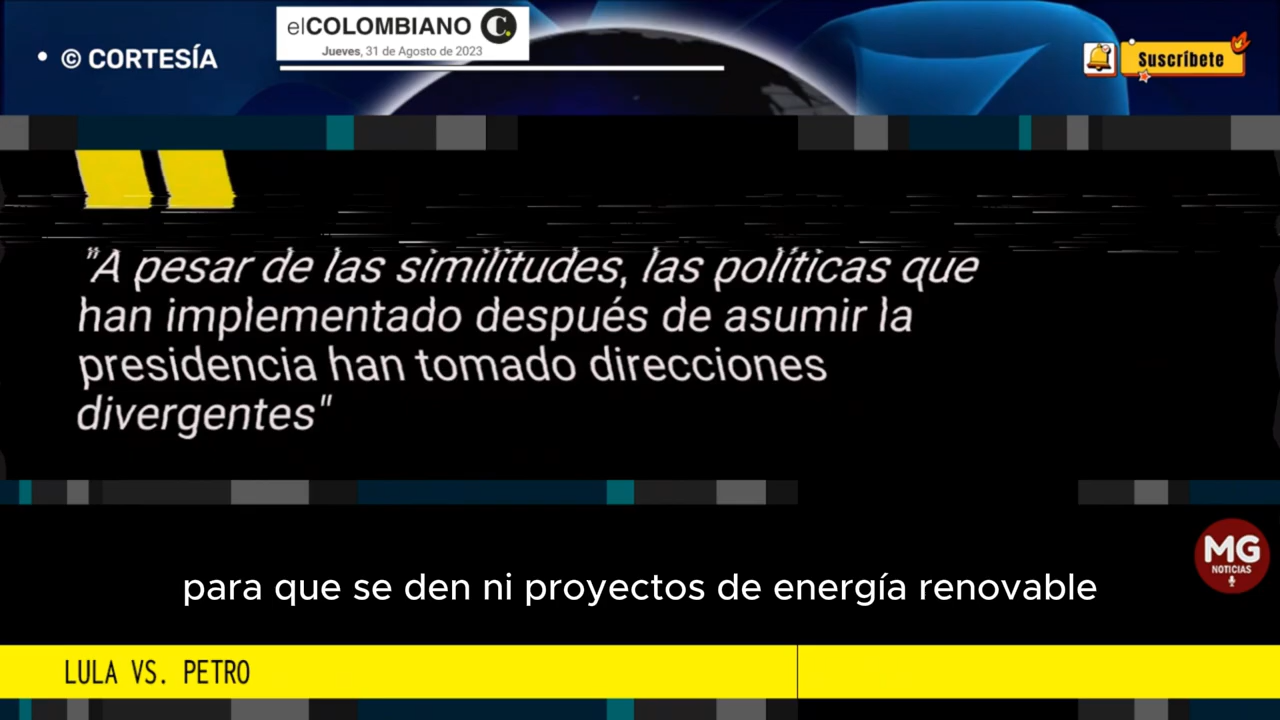 • © CORTESÍA
elCOLOMBIANO C.
Jueves, 31 de Agosto de 2023
Suscríbete
"A pesar de las similitudes, las políticas que
han implementado después de asumir la
presidencia han tomado direcciones
divergentes"
MG
NOTICIAS
para que se den ni proyectos de energía renovable
LULA VS. PETRO